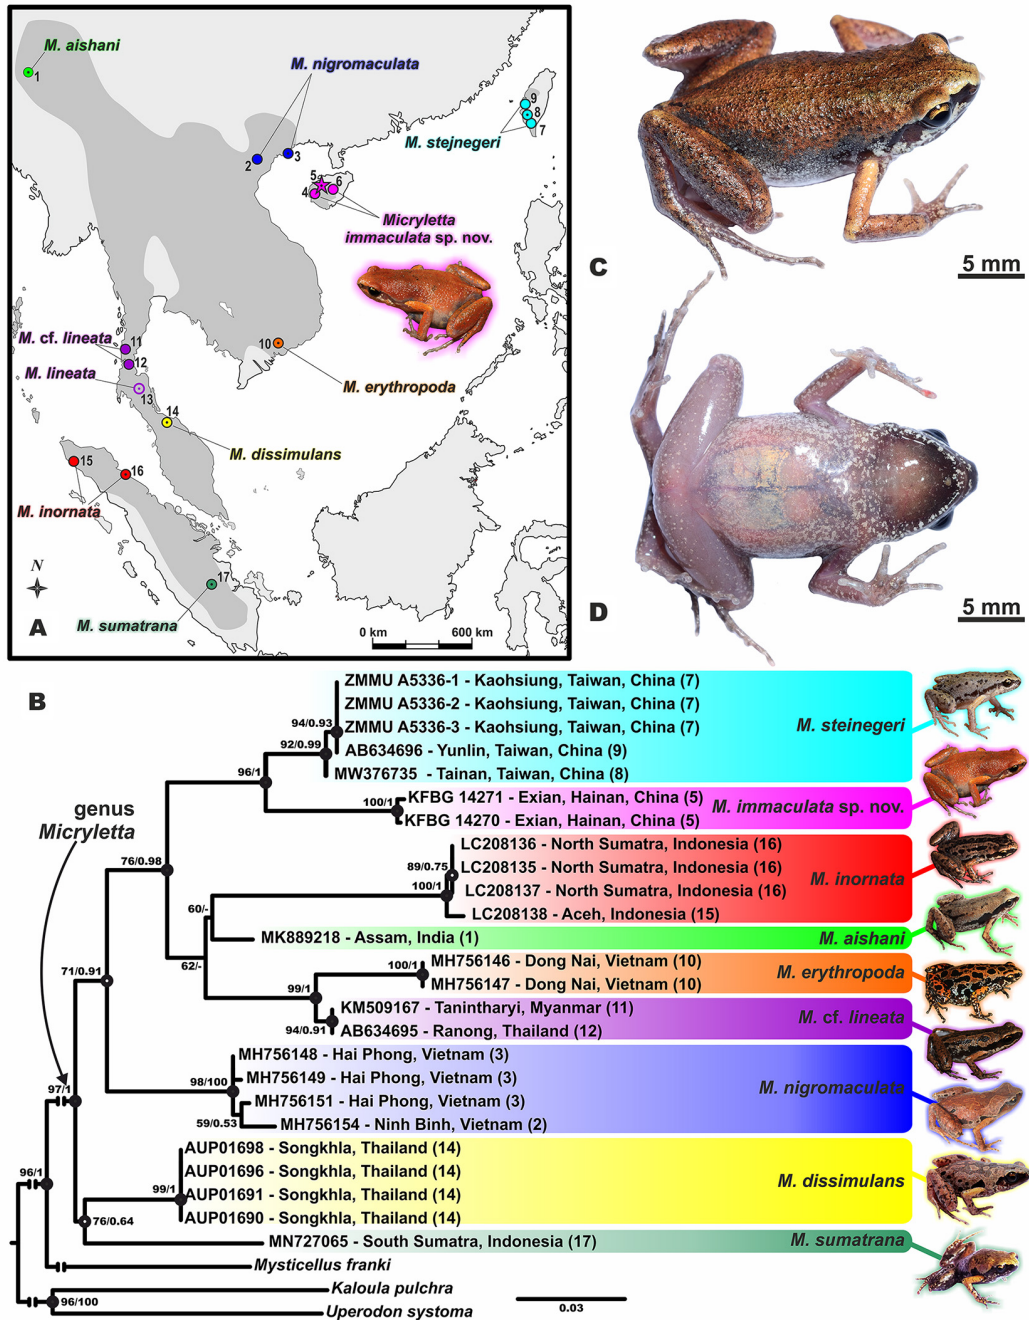 M. aishani
1
M. nigromaculata
2
3
9
8
7
M. stejnegeri
5
6
4
Micryletta
immaculata sp. nov.
C
5 mm
M. cf. lineata
11
12
10
M. lineata
13
M. erythropoda
14
M. dissimulans
15
16
M. inornata
N
17
M. sumatrana
A
0 km
600 km
D
5 mm
B
ZMMU A5336-1 - Kaohsiung, Taiwan, China (7)
ZMMU A5336-2 - Kaohsiung, Taiwan, China (7)
ZMMU A5336-3 - Kaohsiung, Taiwan, China (7)
AB634696 - Yunlin, Taiwan, China (9)
MW376735 - Tainan, Taiwan, China (8)
94/0.93
92/0.99
M. steinegeri
96/1
KFBG 14271 - Exian, Hainan, China (5)
KFBG 14270 - Exian, Hainan, China (5)
100/1
M. immaculata sp. nov.
genus
Micryletta
76/0.98
LC208136 - North Sumatra, Indonesia (16)
LC208135 - North Sumatra, Indonesia (16)
LC208137 - North Sumatra, Indonesia (16)
LC208138 - Aceh, Indonesia (15)
89/0.75
100/1
M. inornata
60/-
MK889218 - Assam, India (1)
M. aishani
62/-
71/0.91
MH756146 - Dong Nai, Vietnam (10)
MH756147 - Dong Nai, Vietnam (10)
100/1
M. erythropoda
99/1
KM509167 - Tanintharyi, Myanmar (11)
AB634695 - Ranong, Thailand (12)
94/0.91
M. cf. lineata
MH756148 - Hai Phong, Vietnam (3)
MH756149 - Hai Phong, Vietnam (3)
MH756151 - Hai Phong, Vietnam (3)
MH756154 - Ninh Binh, Vietnam (2)
98/100
59/0.53
M. nigromaculata
97/1
AUP01698 - Songkhla, Thailand (14)
AUP01696 - Songkhla, Thailand (14)
AUP01691 - Songkhla, Thailand (14)
AUP01690 - Songkhla, Thailand (14)
99/1
M. dissimulans
96/1
76/0.64
MN727065 - South Sumatra, Indonesia (17)
M. sumatrana
Mysticellus franki
Kaloula pulchra
96/100
Uperodon systoma
0.03